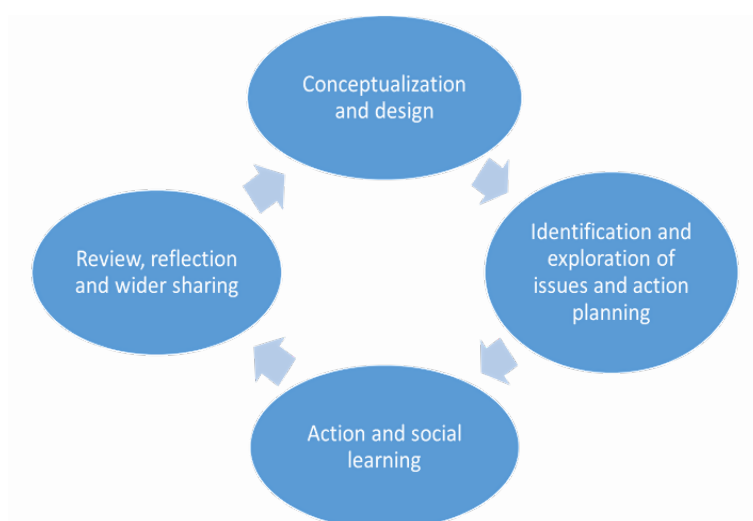 Conceptualization
and design
Identification and
exploration of
issues and action
planning
Action and social
learning
Review, reflection
and wider sharing